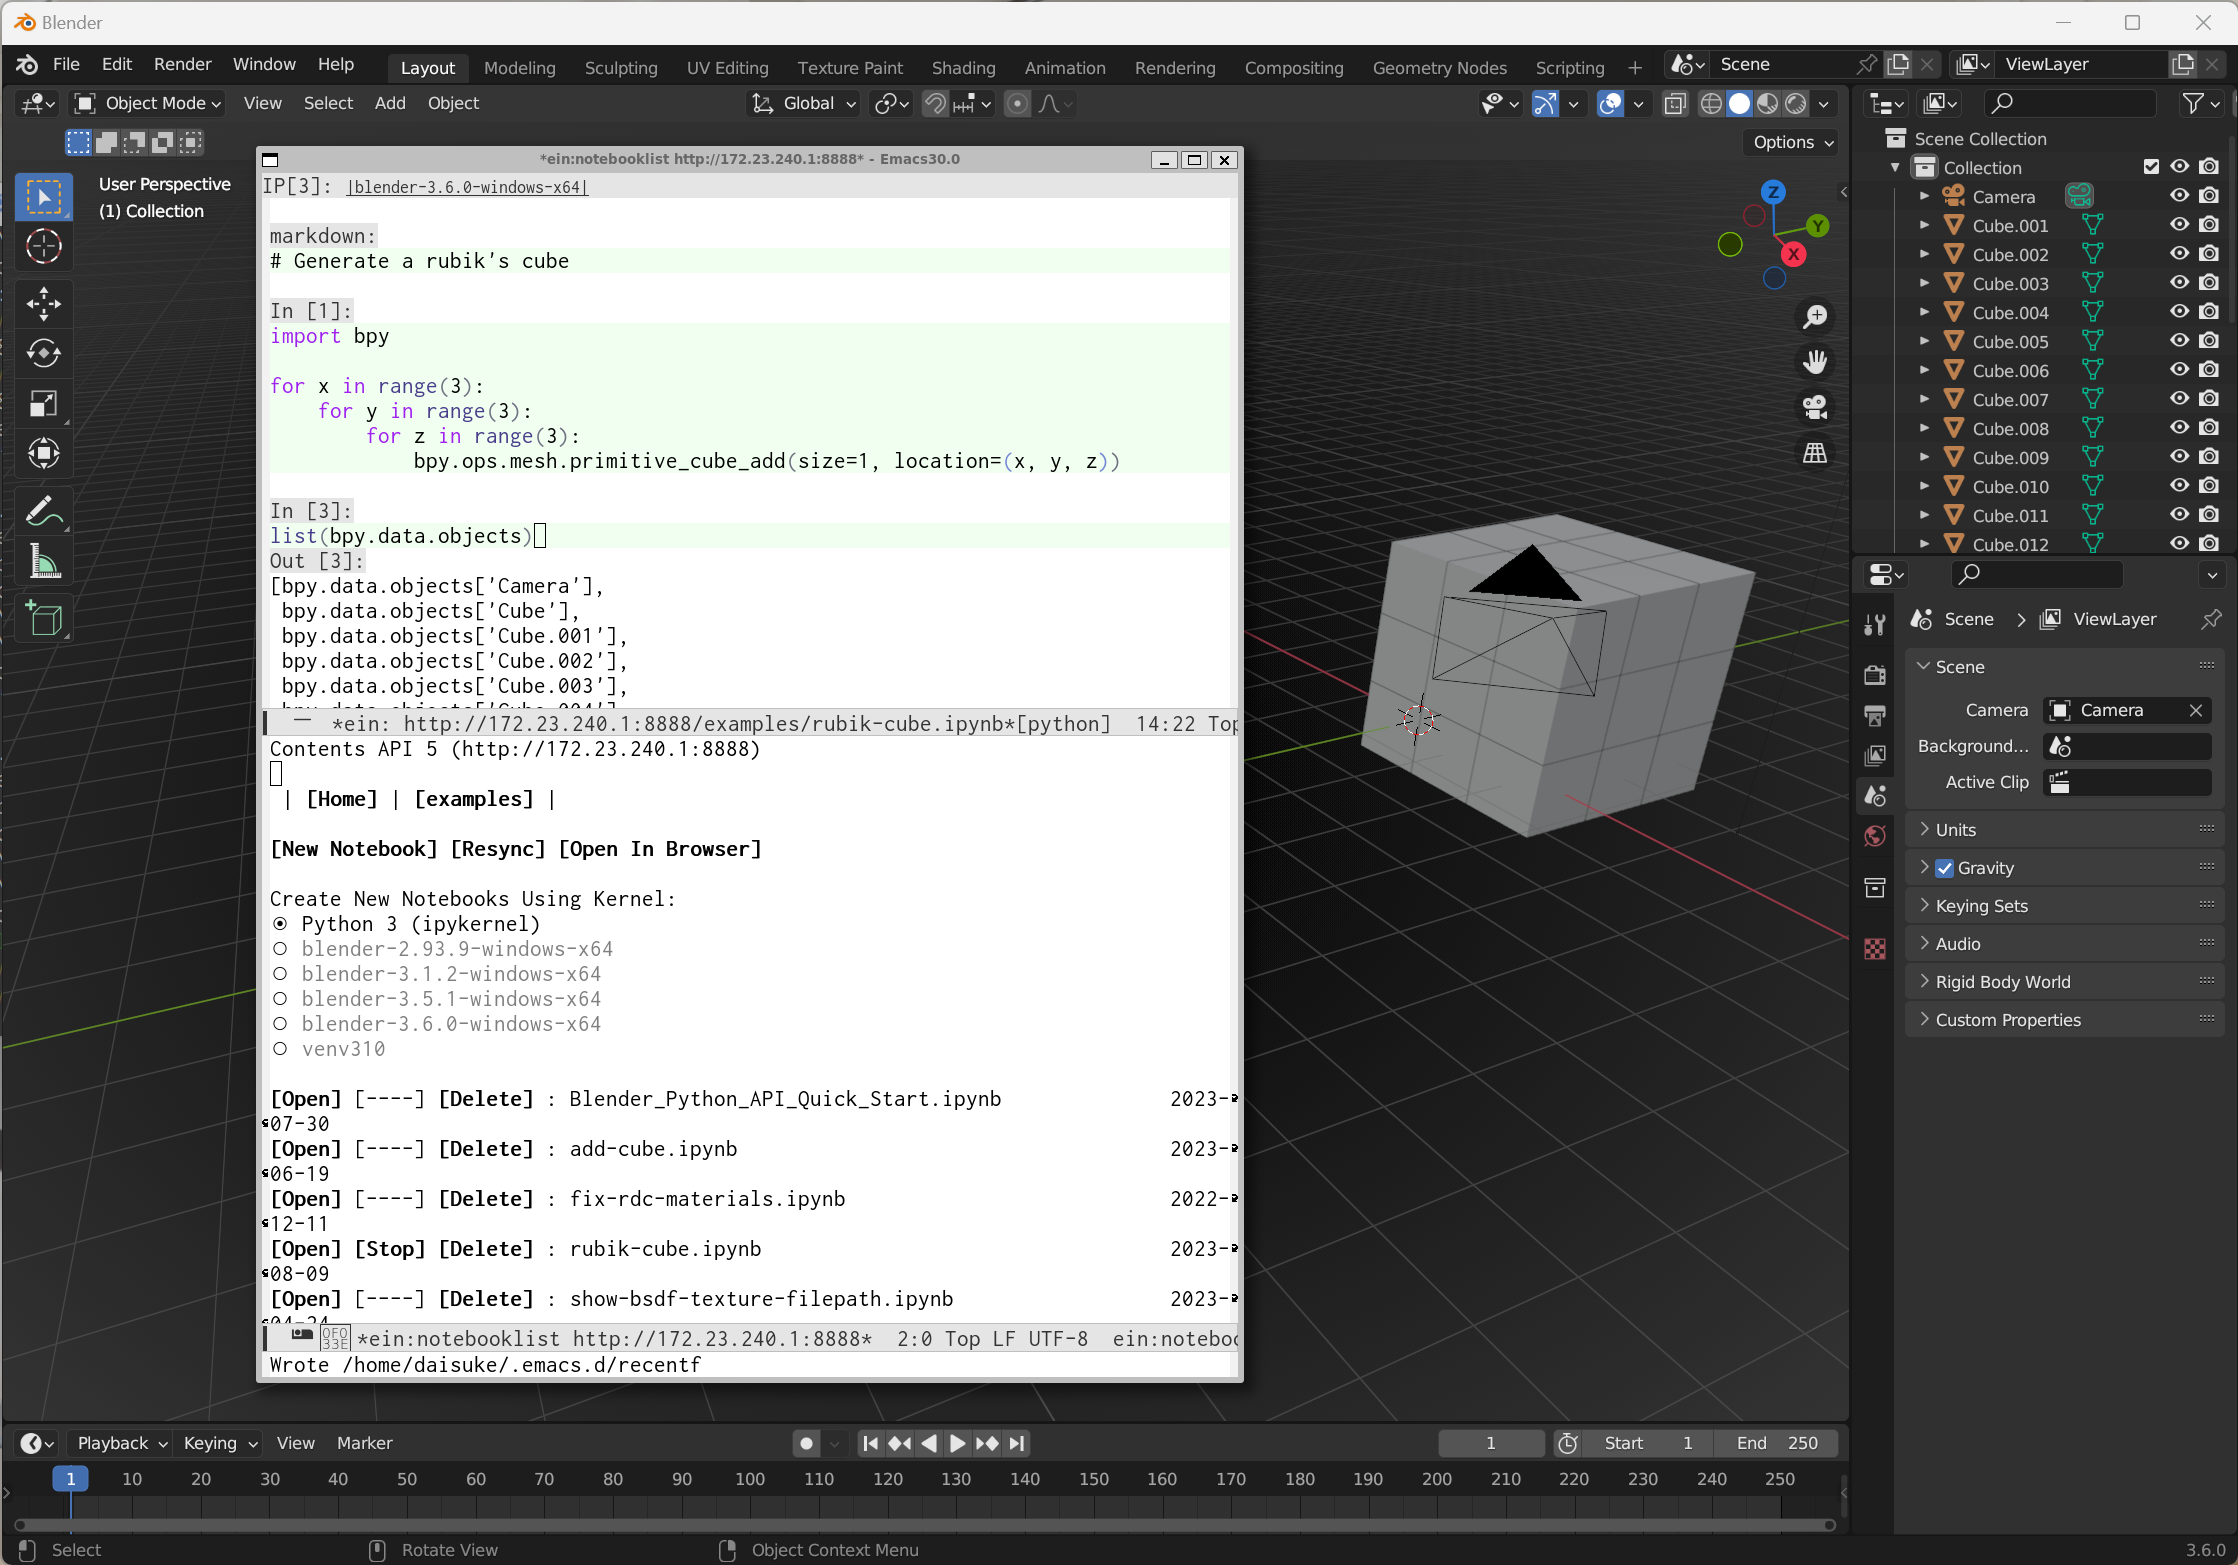 Blender
File Edit Render Window Help Layout Modeling Sculpting UV Editing Texture Paint Shading Animation Rendering Compositing Geometry Nodes Scripting + Scene ViewLayer
Object Mode View Select Add Object Global
Options
User Perspective
(1) Collection
*ein:notebooklist http://172.23.240.1:8888* - Emacs30.0
IP[3]: |blender-3.6.0-windows-x64|
markdown:
# Generate a rubik's cube
In [1]:
import bpy
for x in range(3):
    for y in range(3):
        for z in range(3):
            bpy.ops.mesh.primitive_cube_add(size=1, location=(x, y, z))
In [3]:
list(bpy.data.objects)
Out [3]:
[bpy.data.objects['Camera'],
 bpy.data.objects['Cube'],
 bpy.data.objects['Cube.001'],
 bpy.data.objects['Cube.002'],
 bpy.data.objects['Cube.003'],
*ein: http://172.23.240.1:8888/examples/rubik-cube.ipynb*[python] 14:22 Top
Contents API 5 (http://172.23.240.1:8888)
| [Home] | [examples] |
[New Notebook] [Resync] [Open In Browser]
Create New Notebooks Using Kernel:
Python 3 (ipykernel)
blender-2.93.9-windows-x64
blender-3.1.2-windows-x64
blender-3.5.1-windows-x64
blender-3.6.0-windows-x64
venv310
[Open] [----] [Delete] : Blender_Python_API_Quick_Start.ipynb 2023-
07-30
[Open] [----] [Delete] : add-cube.ipynb 2023-
06-19
[Open] [----] [Delete] : fix-rdc-materials.ipynb 2022-
12-11
[Open] [Stop] [Delete] : rubik-cube.ipynb 2023-
08-09
[Open] [----] [Delete] : show-bsdf-texture-filepath.ipynb 2023-
0F0
33E
*ein:notebooklist http://172.23.240.1:8888* 2:0 Top LF UTF-8 ein:noteboo
Wrote /home/daisuke/.emacs.d/recentf
Z
Y
X
Scene Collection
Collection
Camera
Cube.001
Cube.002
Cube.003
Cube.004
Cube.005
Cube.006
Cube.007
Cube.008
Cube.009
Cube.010
Cube.011
Cube.012
Scene > ViewLayer
Scene
Camera Camera
Background...
Active Clip
Units
Gravity
Keying Sets
Audio
Rigid Body World
Custom Properties
Playback Keying View Marker 1 Start 1 End 250
1 10 20 30 40 50 60 70 80 90 100 110 120 130 140 150 160 170 180 190 200 210 220 230 240 250
Select Rotate View Object Context Menu 3.6.0